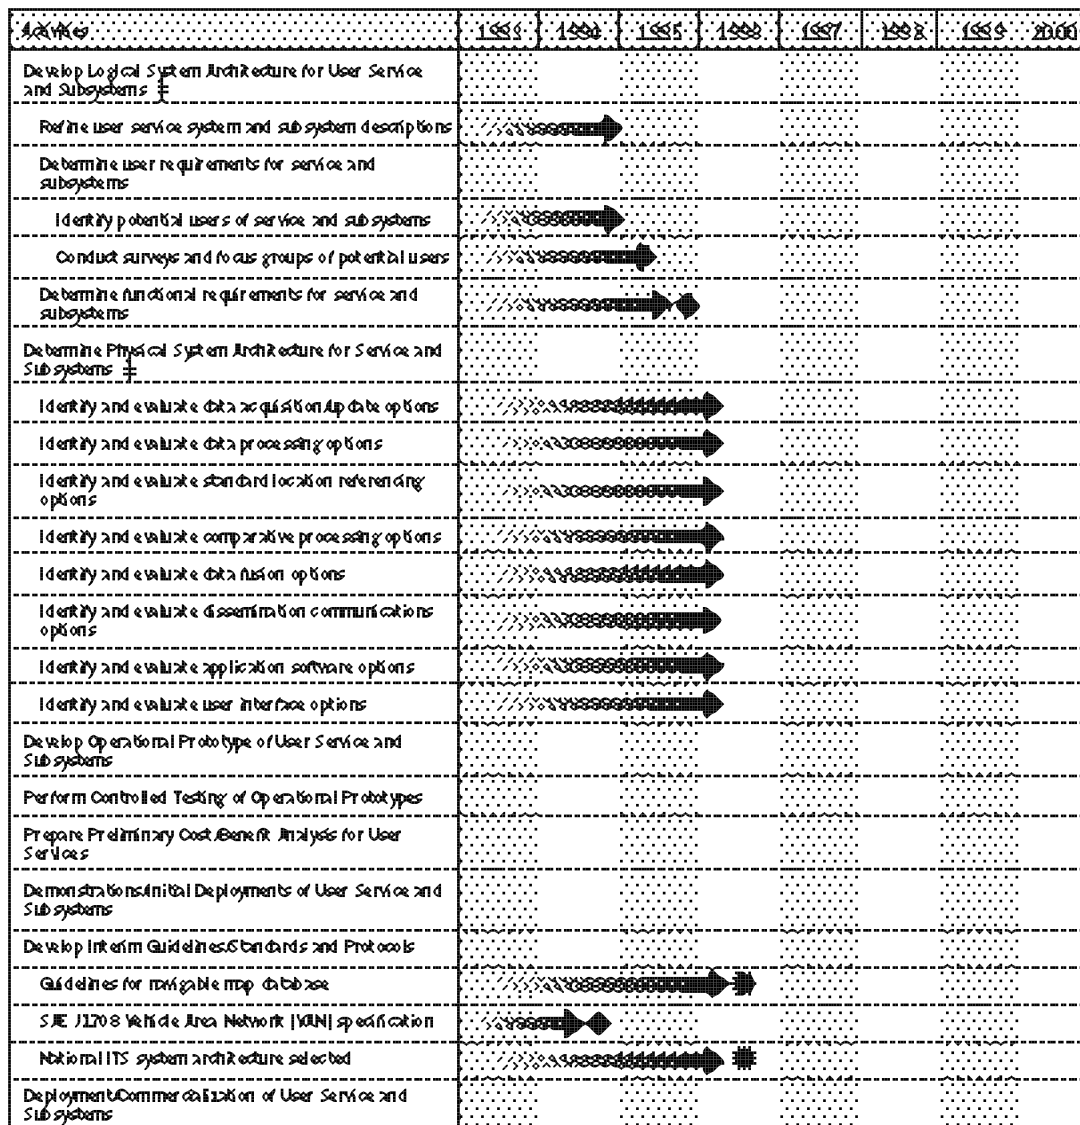 Activities 1993 1994 1995 1996 1997 1998 1999 2000
Develop Logical System Architecture for User Service
and Subsystems ‡
Refine user service system and subsystem descriptions
Determine user requirements for service and
subsystems
Identify potential users of service and subsystems
Conduct surveys and focus groups of potential users
Determine functional requirements for service and
subsystems
Determine Physical System Architecture for Service and
Subsystems ‡
Identify and evaluate data acquisition/update options
Identify and evaluate data processing options
Identify and evaluate standard location referencing
options
Identify and evaluate comparative processing options
Identify and evaluate data fusion options
Identify and evaluate dissemination communications
options
Identify and evaluate application software options
Identify and evaluate user interface options
Develop Operational Prototype of User Service and
Subsystems
Perform Controlled Testing of Operational Prototypes
Prepare Preliminary Cost/Benefit Analysis for User
Services
Demonstrations/Initial Deployments of User Service and
Subsystems
Develop Interim Guidelines/Standards and Protocols
Guidelines for navigable map database
SAE J1708 Vehicle Area Network (VAN) specification
National ITS system architecture selected
Deployment/Commercialization of User Service and
Subsystems